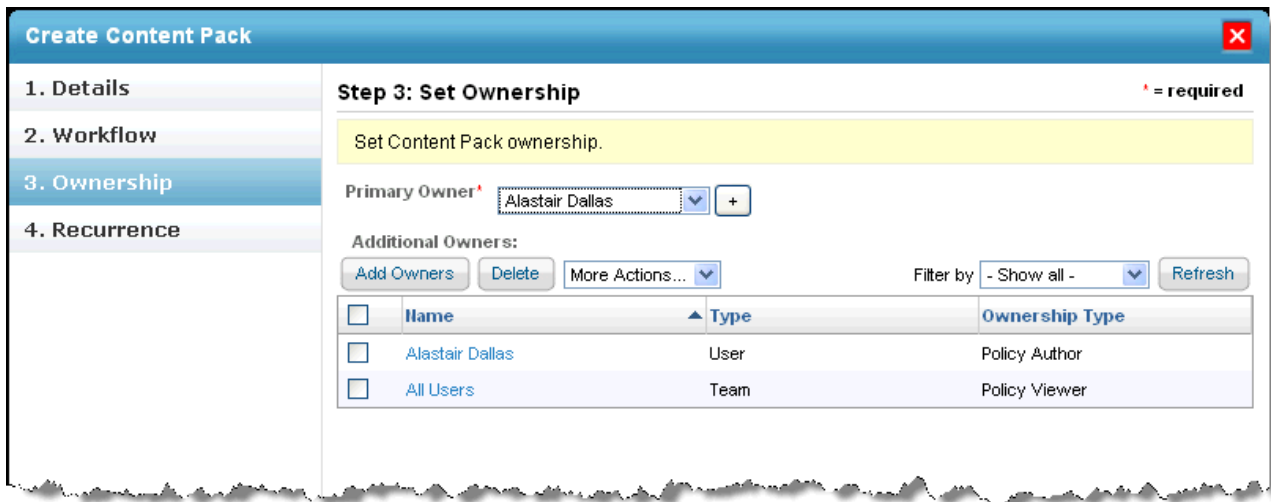 Create Content Pack
1. Details
2. Workflow
3. Ownership
4. Recurrence
Step 3: Set Ownership * = required
Set Content Pack ownership.
Primary Owner* Alastair Dallas +
Additional Owners:
Add Owners Delete More Actions... Filter by - Show all - Refresh
Name Type Ownership Type
Alastair Dallas User Policy Author
All Users Team Policy Viewer